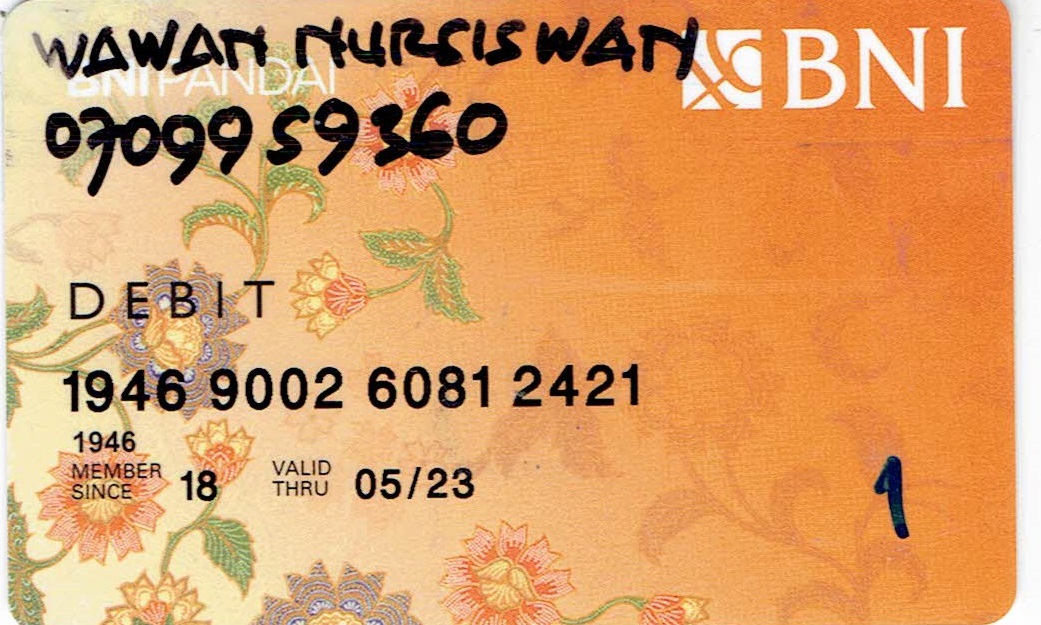 WAWAN NURSISWAN
BNI PANDAI
BNI
0709959360
DEBIT
1946 9002 6081 2421
1946
MEMBER SINCE 18 VALID THRU 05/23
1